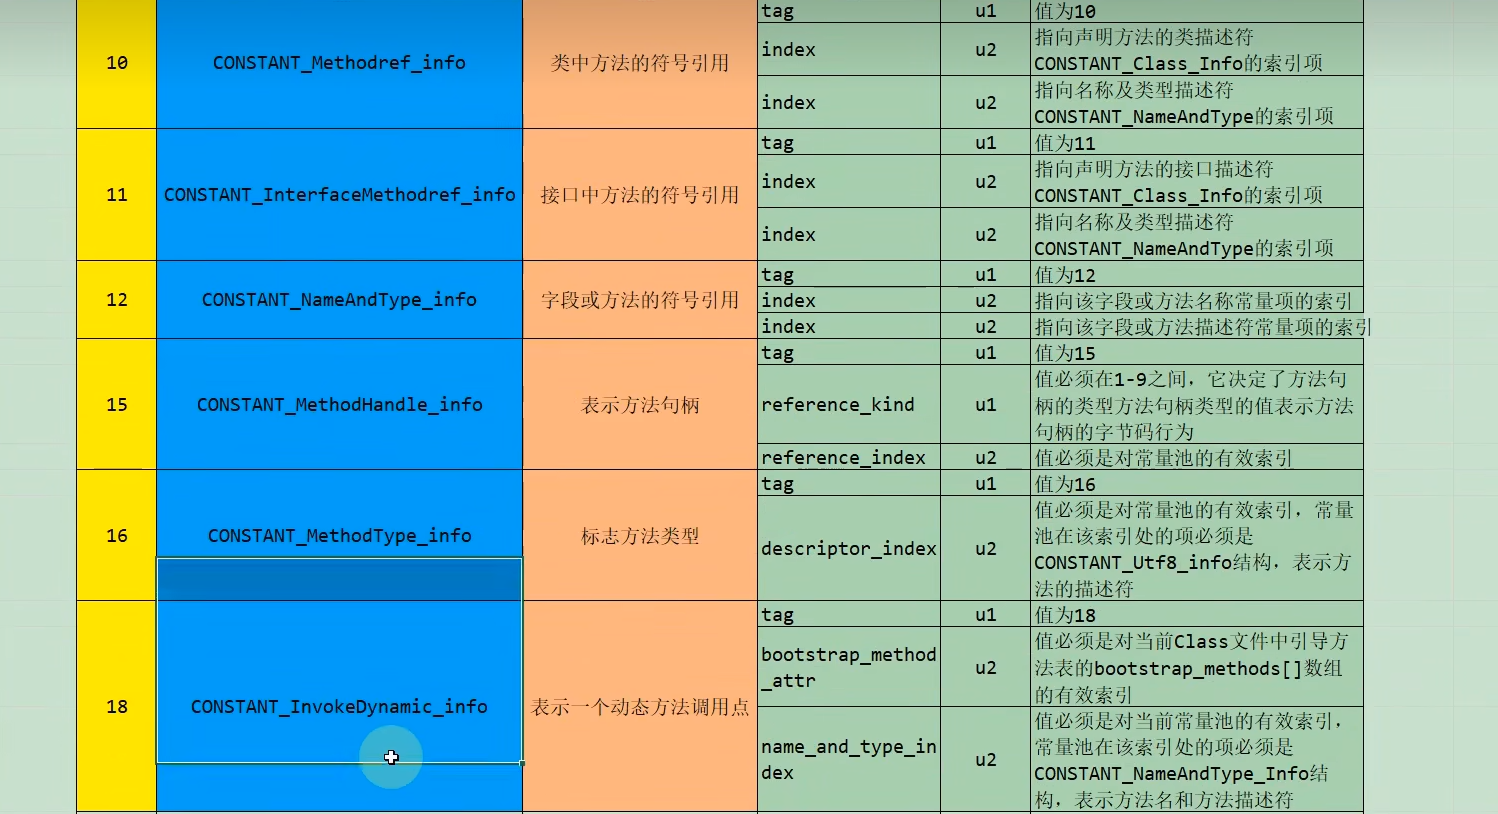 10
CONSTANT_Methodref_info
类中方法的符号引用
tag
u1
值为10
index
u2
指向声明方法的类描述符
CONSTANT_Class_Info的索引项
index
u2
指向名称及类型描述符
CONSTANT_NameAndType的索引项
11
CONSTANT_InterfaceMethodref_info
接口中方法的符号引用
tag
u1
值为11
index
u2
指向声明方法的接口描述符
CONSTANT_Class_Info的索引项
index
u2
指向名称及类型描述符
CONSTANT_NameAndType的索引项
12
CONSTANT_NameAndType_info
字段或方法的符号引用
tag
u1
值为12
index
u2
指向该字段或方法名称常量项的索引
index
u2
指向该字段或方法描述符常量项的索引
15
CONSTANT_MethodHandle_info
表示方法句柄
tag
u1
值为15
reference_kind
u1
值必须在1-9之间，它决定了方法句
柄的类型方法句柄类型的值表示方法
句柄的字节码行为
reference_index
u2
值必须是对常量池的有效索引
16
CONSTANT_MethodType_info
标志方法类型
tag
u1
值为16
descriptor_index
u2
值必须是对常量池的有效索引，常量
池在该索引处的项必须是
CONSTANT_Utf8_info结构，表示方
法的描述符
18
CONSTANT_InvokeDynamic_info
表示一个动态方法调用点
tag
u1
值为18
bootstrap_method
_attr
u2
值必须是对当前Class文件中引导方
法表的bootstrap_methods[]数组
的有效索引
name_and_type_in
dex
u2
值必须是对当前常量池的有效索引，
常量池在该索引处的项必须是
CONSTANT_NameAndType_Info结
构，表示方法名和方法描述符